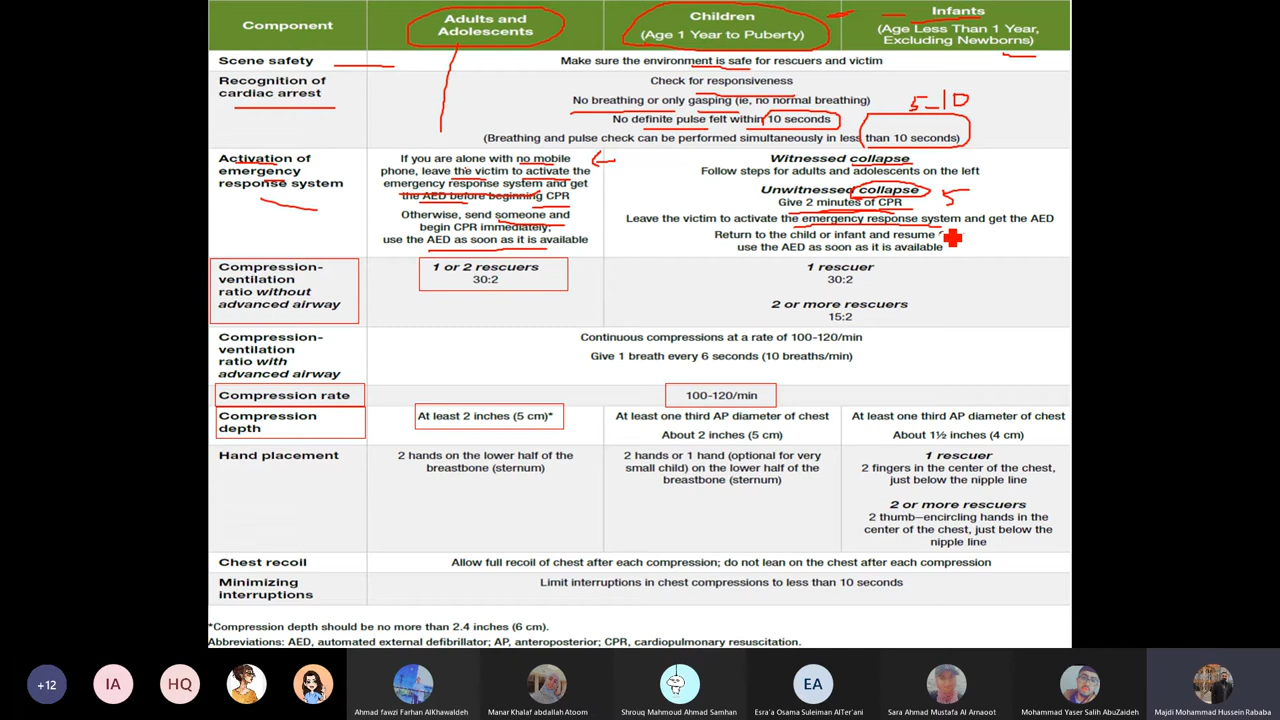 Component
Adults and
Adolescents
Children
(Age 1 Year to Puberty)
Infants
(Age Less Than 1 Year,
Excluding Newborns)
Scene safety
Make sure the environment is safe for rescuers and victim
Recognition of
cardiac arrest
Check for responsiveness
No breathing or only gasping (ie, no normal breathing)
No definite pulse felt within 10 seconds
(Breathing and pulse check can be performed simultaneously in less than 10 seconds)
5-10
Activation of
emergency
response system
If you are alone with no mobile
phone, leave the victim to activate the
emergency response system and get
the AED before beginning CPR
Otherwise, send someone and
begin CPR immediately;
use the AED as soon as it is available
Witnessed collapse
Follow steps for adults and adolescents on the left
Unwitnessed collapse
Give 2 minutes of CPR
5
Leave the victim to activate the emergency response system and get the AED
Return to the child or infant and resume
use the AED as soon as it is available
Compression-
ventilation
ratio without
advanced airway
1 or 2 rescuers
30:2
1 rescuer
30:2
2 or more rescuers
15:2
Compression-
ventilation
ratio with
advanced airway
Continuous compressions at a rate of 100-120/min
Give 1 breath every 6 seconds (10 breaths/min)
Compression rate
100-120/min
Compression
depth
At least 2 inches (5 cm)*
At least one third AP diameter of chest
About 2 inches (5 cm)
At least one third AP diameter of chest
About 1½ inches (4 cm)
Hand placement
2 hands on the lower half of the
breastbone (sternum)
2 hands or 1 hand (optional for very
small child) on the lower half of the
breastbone (sternum)
1 rescuer
2 fingers in the center of the chest,
just below the nipple line
2 or more rescuers
2 thumb–encircling hands in the
center of the chest, just below the
nipple line
Chest recoil
Allow full recoil of chest after each compression; do not lean on the chest after each compression
Minimizing
interruptions
Limit interruptions in chest compressions to less than 10 seconds
*Compression depth should be no more than 2.4 inches (6 cm).
Abbreviations: AED, automated external defibrillator; AP, anteroposterior; CPR, cardiopulmonary resuscitation.
+12
IA
HQ
EA
Ahmad fawzi Farhan AlKhawaldeh
Manar Khalaf abdallah Atoom
Shrouq Mahmoud Ahmad Samhan
Esra'a Osama Suleiman AlTer'ani
Sara Ahmad Mustafa Al Arnaoot
Mohammad Yaser Salih AbuZaideh
Majdi Mohammad Hussein Rababa